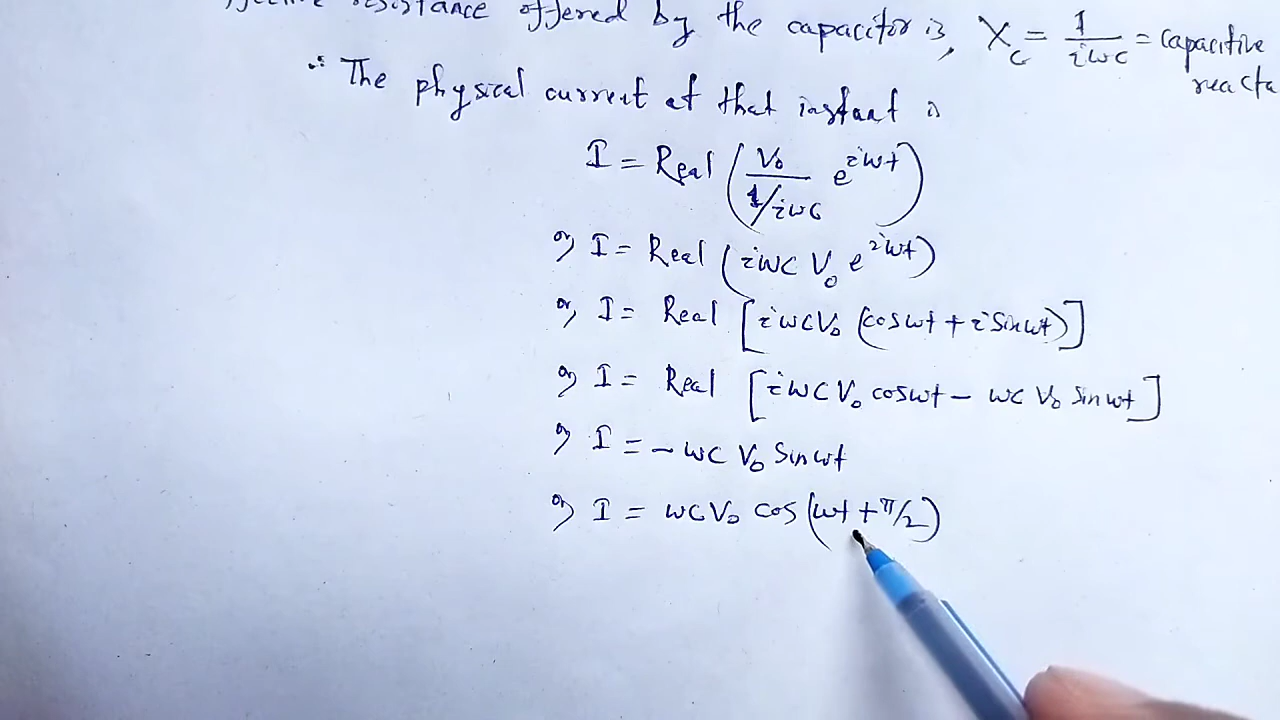 resistance offered by the capacitor is, X_C = 1/iωC = capacitive
reacta
∴ The physical current at that instant is
I = Real (V₀/(1/iωC) e^{iωt})
or, I = Real (iωC V₀ e^{iωt})
or, I = Real [iωCV₀ (cosωt + i sinωt)]
or, I = Real [iωCV₀ cosωt − ωC V₀ sinωt]
or, I = −ωC V₀ Sinωt
or, I = ωCV₀ cos(ωt + π/2)